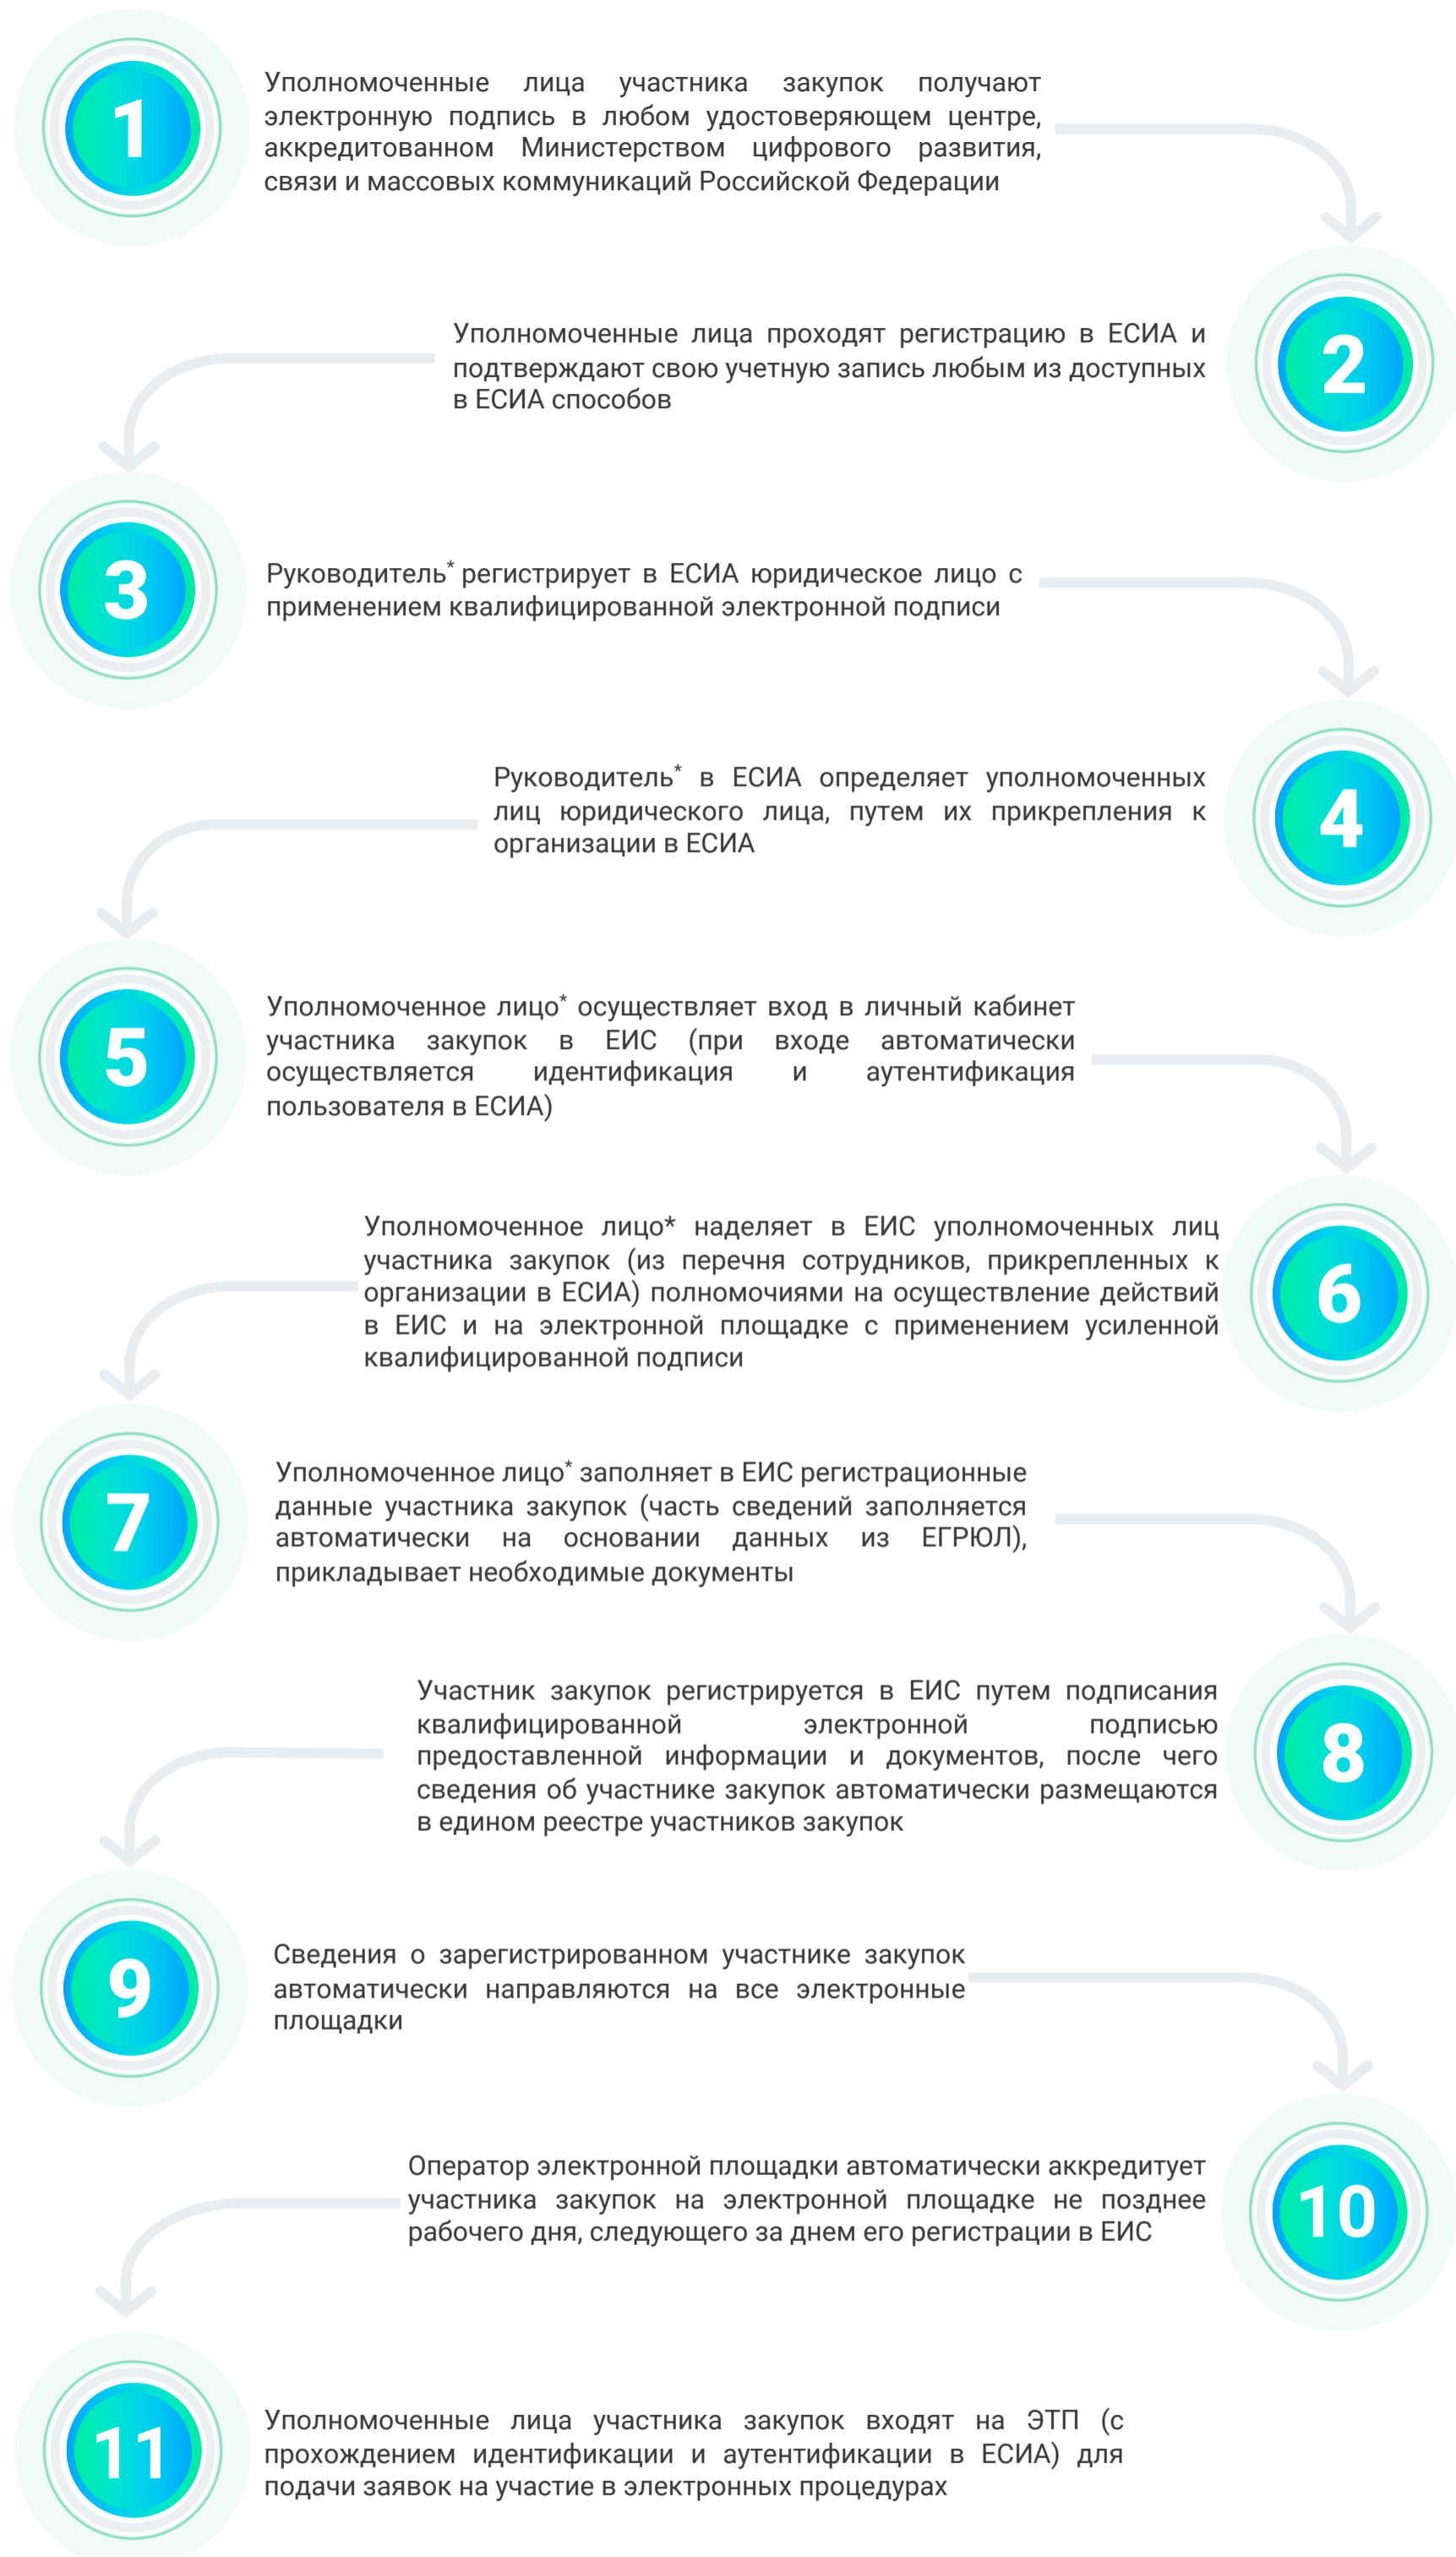 1
Уполномоченные лица участника закупок получают
электронную подпись в любом удостоверяющем центре,
аккредитованном Министерством цифрового развития,
связи и массовых коммуникаций Российской Федерации
2
Уполномоченные лица проходят регистрацию в ЕСИА и
подтверждают свою учетную запись любым из доступных
в ЕСИА способов
3
Руководитель* регистрирует в ЕСИА юридическое лицо с
применением квалифицированной электронной подписи
4
Руководитель* в ЕСИА определяет уполномоченных
лиц юридического лица, путем их прикрепления к
организации в ЕСИА
5
Уполномоченное лицо* осуществляет вход в личный кабинет
участника закупок в ЕИС (при входе автоматически
осуществляется идентификация и аутентификация
пользователя в ЕСИА)
6
Уполномоченное лицо* наделяет в ЕИС уполномоченных лиц
участника закупок (из перечня сотрудников, прикрепленных к
организации в ЕСИА) полномочиями на осуществление действий
в ЕИС и на электронной площадке с применением усиленной
квалифицированной подписи
7
Уполномоченное лицо* заполняет в ЕИС регистрационные
данные участника закупок (часть сведений заполняется
автоматически на основании данных из ЕГРЮЛ),
прикладывает необходимые документы
8
Участник закупок регистрируется в ЕИС путем подписания
квалифицированной электронной подписью
предоставленной информации и документов, после чего
сведения об участнике закупок автоматически размещаются
в едином реестре участников закупок
9
Сведения о зарегистрированном участнике закупок
автоматически направляются на все электронные
площадки
10
Оператор электронной площадки автоматически аккредитует
участника закупок на электронной площадке не позднее
рабочего дня, следующего за днем его регистрации в ЕИС
11
Уполномоченные лица участника закупок входят на ЭТП (с
прохождением идентификации и аутентификации в ЕСИА) для
подачи заявок на участие в электронных процедурах